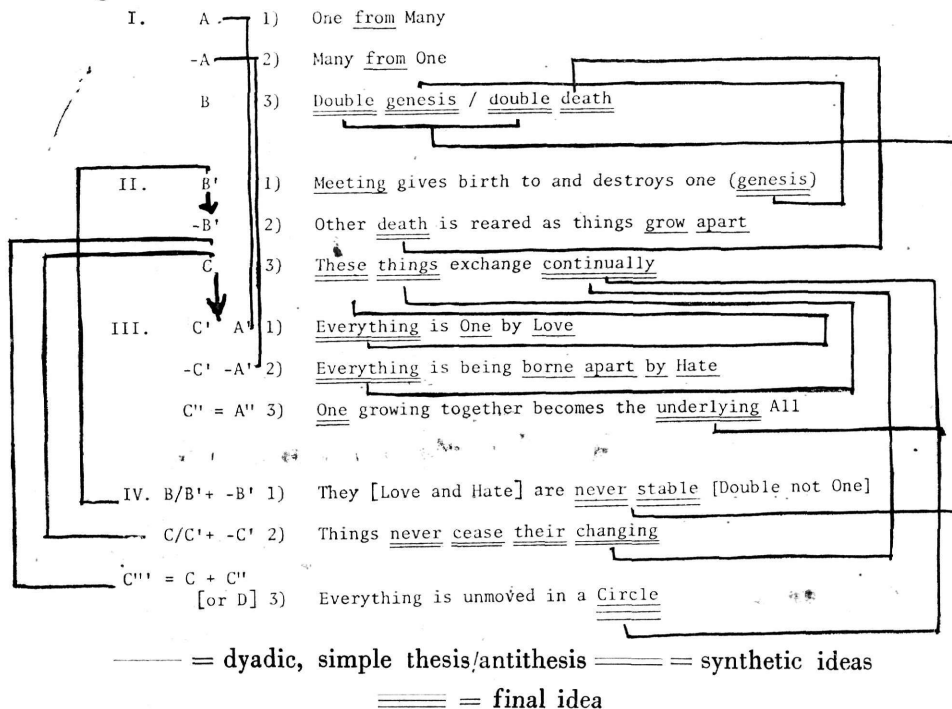 I. A 1) One from Many
-A 2) Many from One
B 3) Double genesis / double death
II. B' 1) Meeting gives birth to and destroys one (genesis)
-B' 2) Other death is reared as things grow apart
C 3) These things exchange continually
III. C' A' 1) Everything is One by Love
-C' -A' 2) Everything is being borne apart by Hate
C" = A" 3) One growing together becomes the underlying All
IV. B/B'+ -B' 1) They [Love and Hate] are never stable [Double not One]
C/C'+ -C' 2) Things never cease their changing
C"' = C + C"
[or D] 3) Everything is unmoved in a Circle
= dyadic, simple thesis/antithesis = synthetic ideas
= final idea